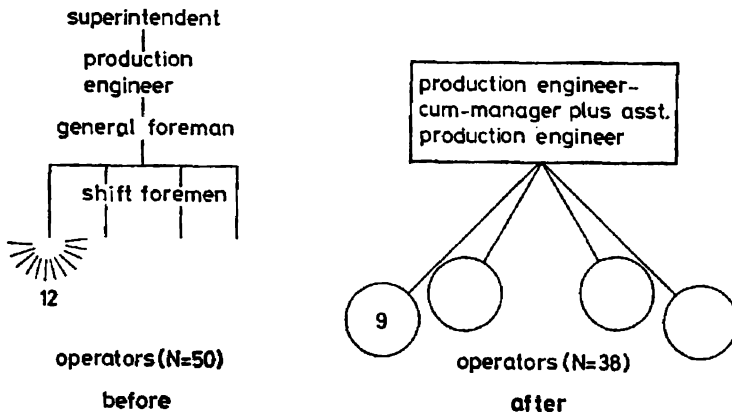 superintendent
production
engineer
general foreman
shift foremen
12
operators (N=50)
before
production engineer-
cum-manager plus asst.
production engineer
9
operators (N=38)
after